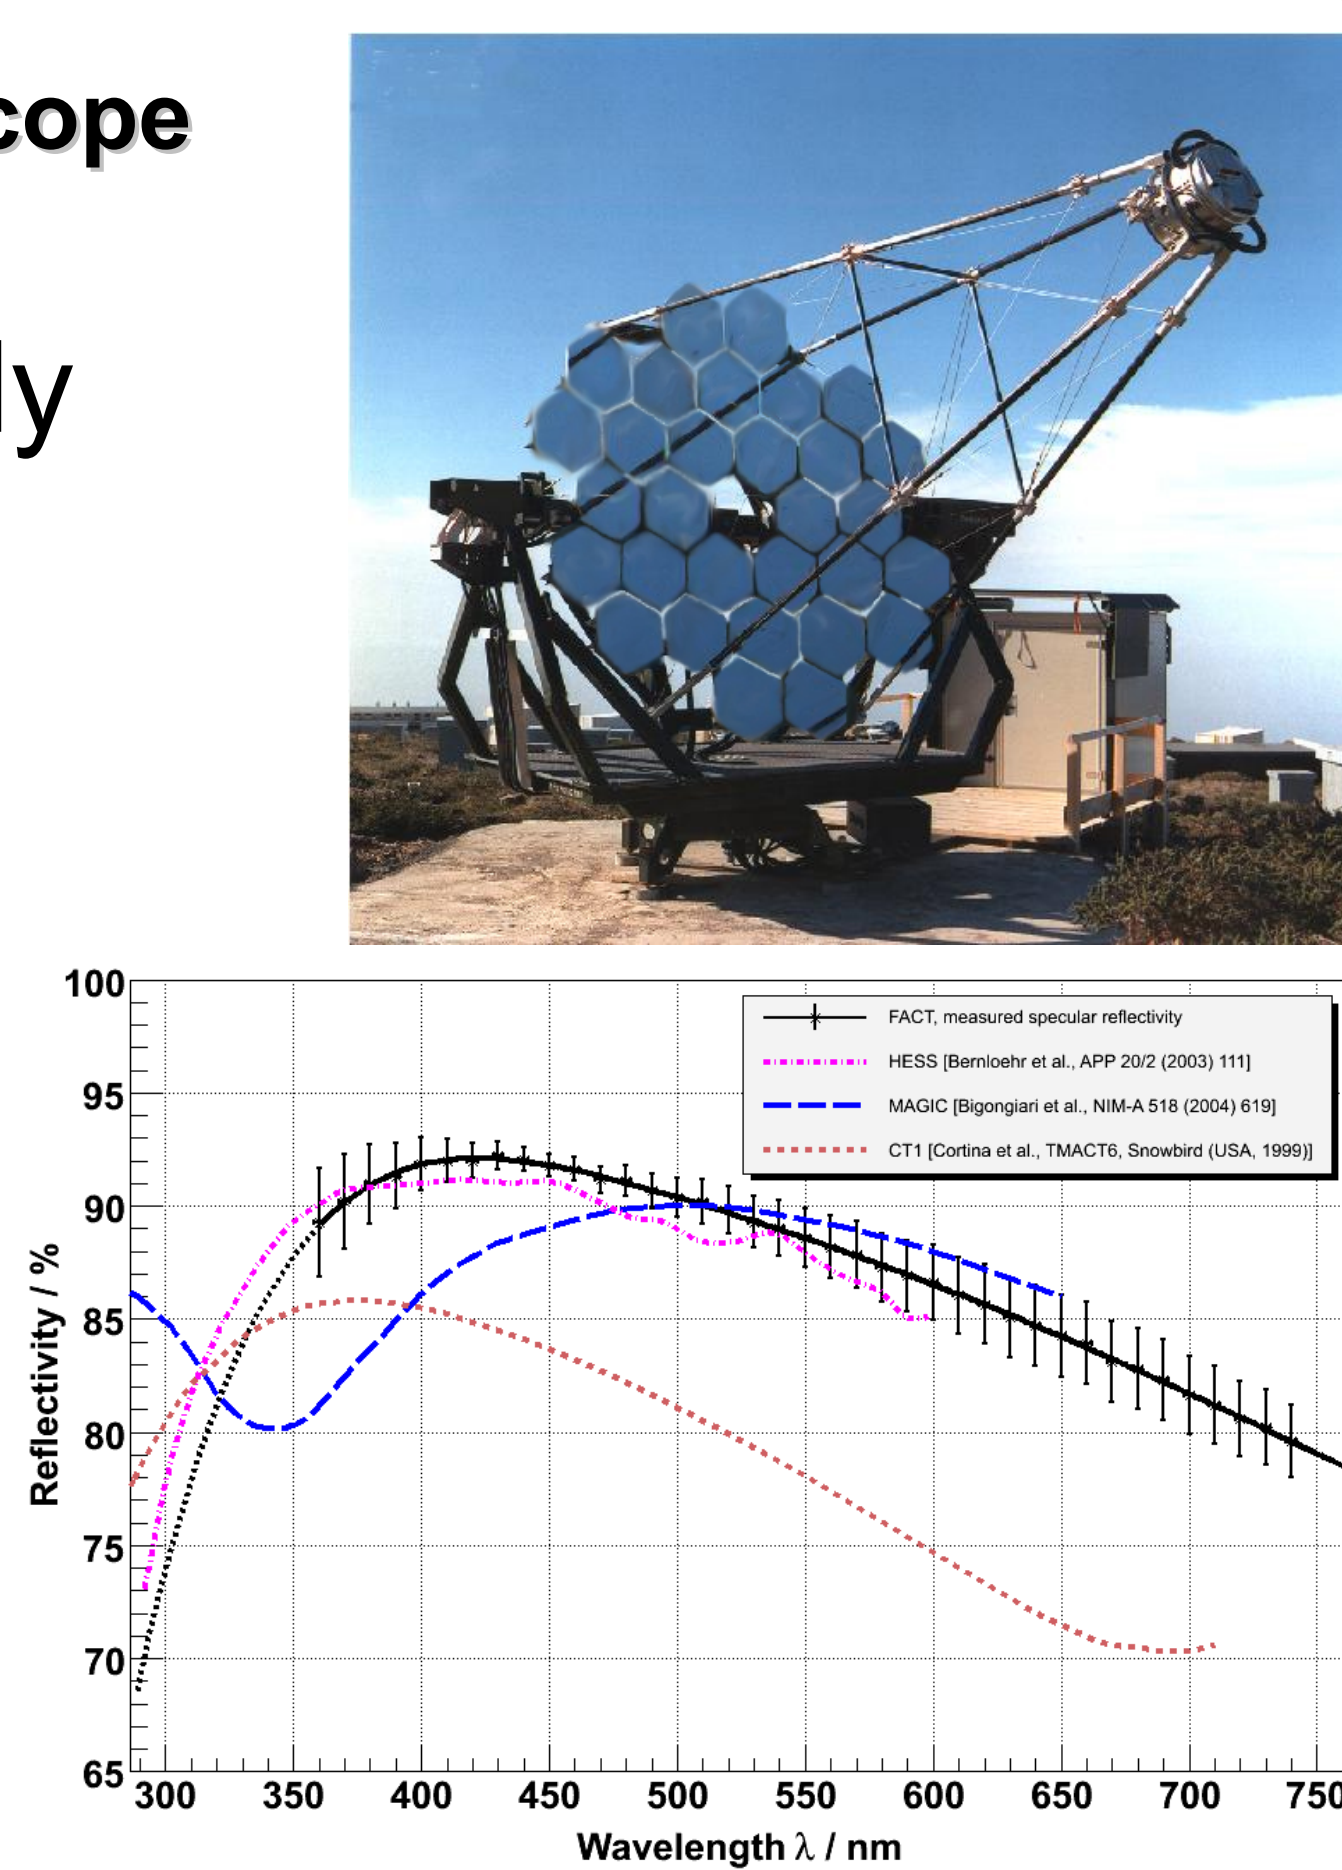 cope
ly
100
95
90
85
80
75
70
65
Reflectivity / %
FACT, measured specular reflectivity
HESS [Bernloehr et al., APP 20/2 (2003) 111]
MAGIC [Bigongiari et al., NIM-A 518 (2004) 619]
CT1 [Cortina et al., TMACT6, Snowbird (USA, 1999)]
300 350 400 450 500 550 600 650 700 750
Wavelength λ / nm